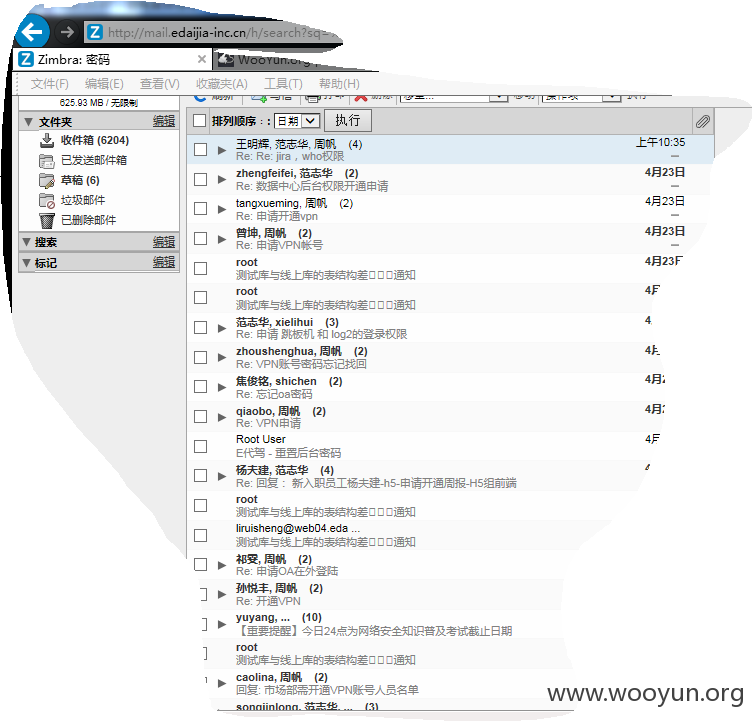 http://mail.edaijia-inc.cn/h/search?sq=
Zimbra: 密码
WooYun.org
文件(F) 编辑(E) 查看(V) 收藏夹(A) 工具(T) 帮助(H)
625.93 MB / 无限制
文件夹 编辑
收件箱 (6204)
已发送邮件箱
草稿 (6)
垃圾邮件
已删除邮件
搜索 编辑
标记 编辑
排列顺序：: 日期 执行
王明辉, 范志华, 周帆 (4) 上午10:35
Re: Re: jira，who权限
zhengfeifei, 范志华 (2) 4月23日
Re: 数据中心后台权限开通申请
tangxueming, 周帆 (2) 4月23日
Re: 申请开通vpn
曾坤, 周帆 (2) 4月23日
Re: 申请VPN帐号
root 4月23
测试库与线上库的表结构差□□□通知
root 4月
测试库与线上库的表结构差□□□通知
范志华, xielihui (3) 4
Re: 申请 跳板机 和 log2的登录权限
zhoushenghua, 周帆 (2) 4月
Re: VPN账号密码忘记找回
焦俊铭, shichen (2) 4月2
Re: 忘记oa密码
qiaobo, 周帆 (2) 4月2
Re: VPN申请
Root User 4月
E代驾 - 重置后台密码
杨夫建, 范志华 (4)
Re: 回复： 新入职员工杨夫建-h5-申请开通周报-H5组前端
root
测试库与线上库的表结构差□□□通知
liruisheng@web04.eda ...
测试库与线上库的表结构差□□□通知
祁雯, 周帆 (2)
Re: 申请OA在外登陆
孙悦丰, 周帆 (2)
Re: 开通VPN
yuyang, ... (10)
【重要提醒】今日24点为网络安全知识普及考试截止日期
root
测试库与线上库的表结构差□□□通知
caolina, 周帆 (2)
回复: 市场部需开通VPN账号人员名单
songjinlong, 范志华, ... (3)
www.wooyun.org